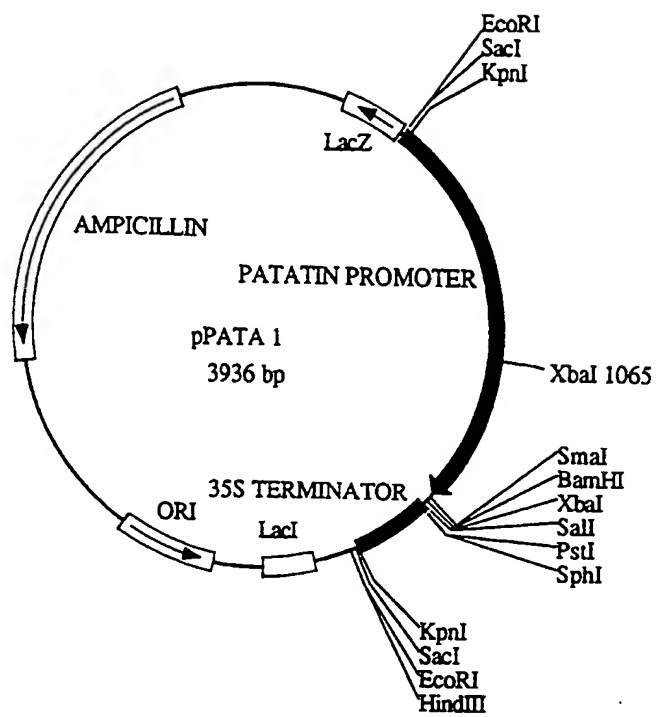 EcoRI
SacI
KpnI
LacZ
AMPICILLIN
PATATIN PROMOTER
pPATA 1
3936 bp
XbaI 1065
SmaI
BamHI
XbaI
SalI
PstI
SphI
35S TERMINATOR
ORI
LacI
KpnI
SacI
EcoRI
HindIII